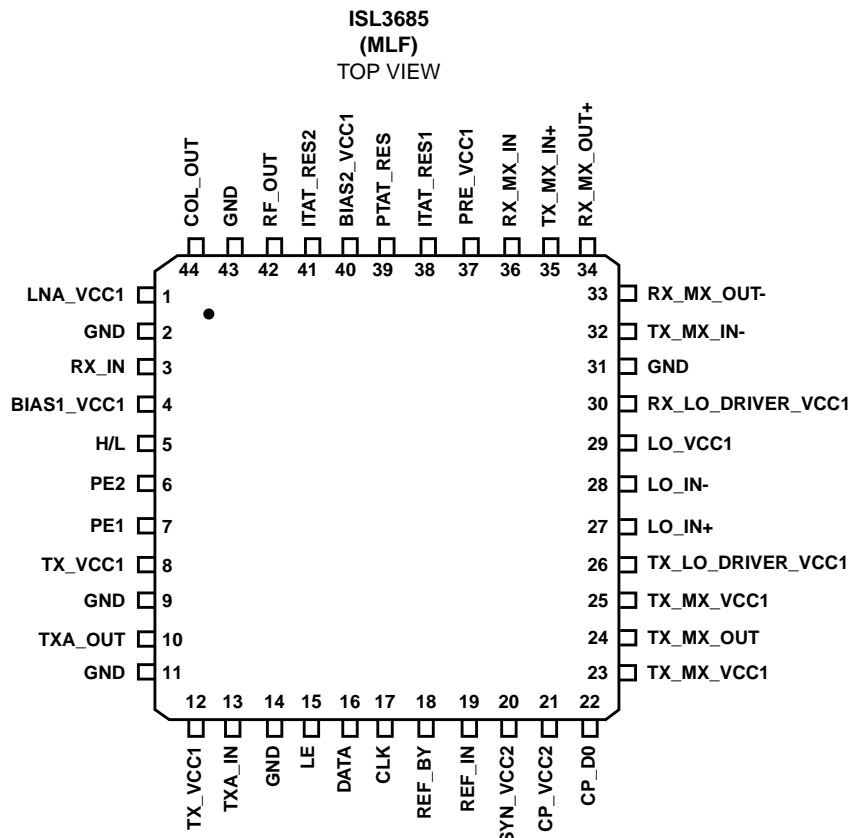 ISL3685
(MLF)
TOP VIEW
COL_OUT
GND
RF_OUT
ITAT_RES2
BIAS2_VCC1
PTAT_RES
ITAT_RES1
PRE_VCC1
RX_MX_IN
TX_MX_IN+
RX_MX_OUT+
44 43 42 41 40 39 38 37 36 35 34
LNA_VCC1 1
GND 2
RX_IN 3
BIAS1_VCC1 4
H/L 5
PE2 6
PE1 7
TX_VCC1 8
GND 9
TXA_OUT 10
GND 11
33 RX_MX_OUT-
32 TX_MX_IN-
31 GND
30 RX_LO_DRIVER_VCC1
29 LO_VCC1
28 LO_IN-
27 LO_IN+
26 TX_LO_DRIVER_VCC1
25 TX_MX_VCC1
24 TX_MX_OUT
23 TX_MX_VCC1
12 13 14 15 16 17 18 19 20 21 22
TX_VCC1
TXA_IN
GND
LE
DATA
CLK
REF_BY
REF_IN
SYN_VCC2
CP_VCC2
CP_D0